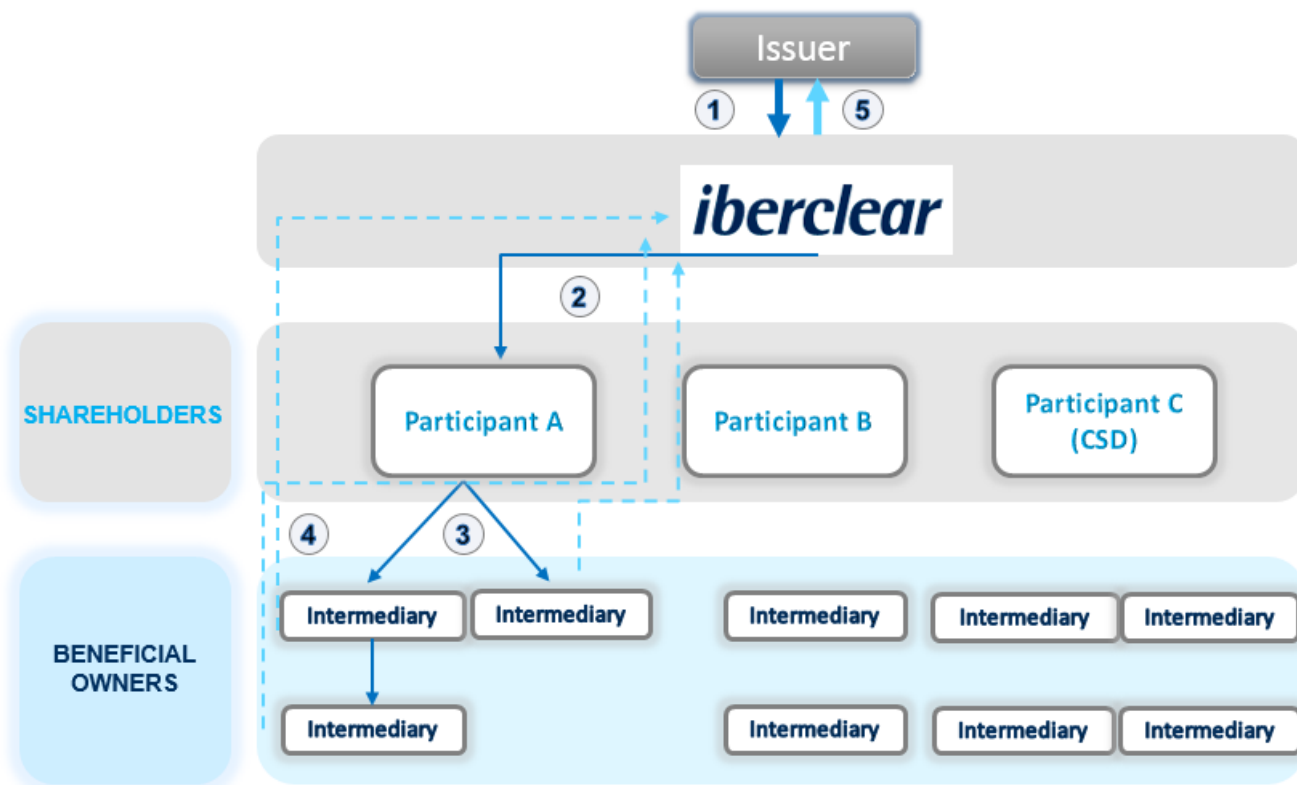 Issuer
1
5
iberclear
2
SHAREHOLDERS
Participant A
Participant B
Participant C
(CSD)
4
3
BENEFICIAL
OWNERS
Intermediary
Intermediary
Intermediary
Intermediary
Intermediary
Intermediary
Intermediary
Intermediary
Intermediary